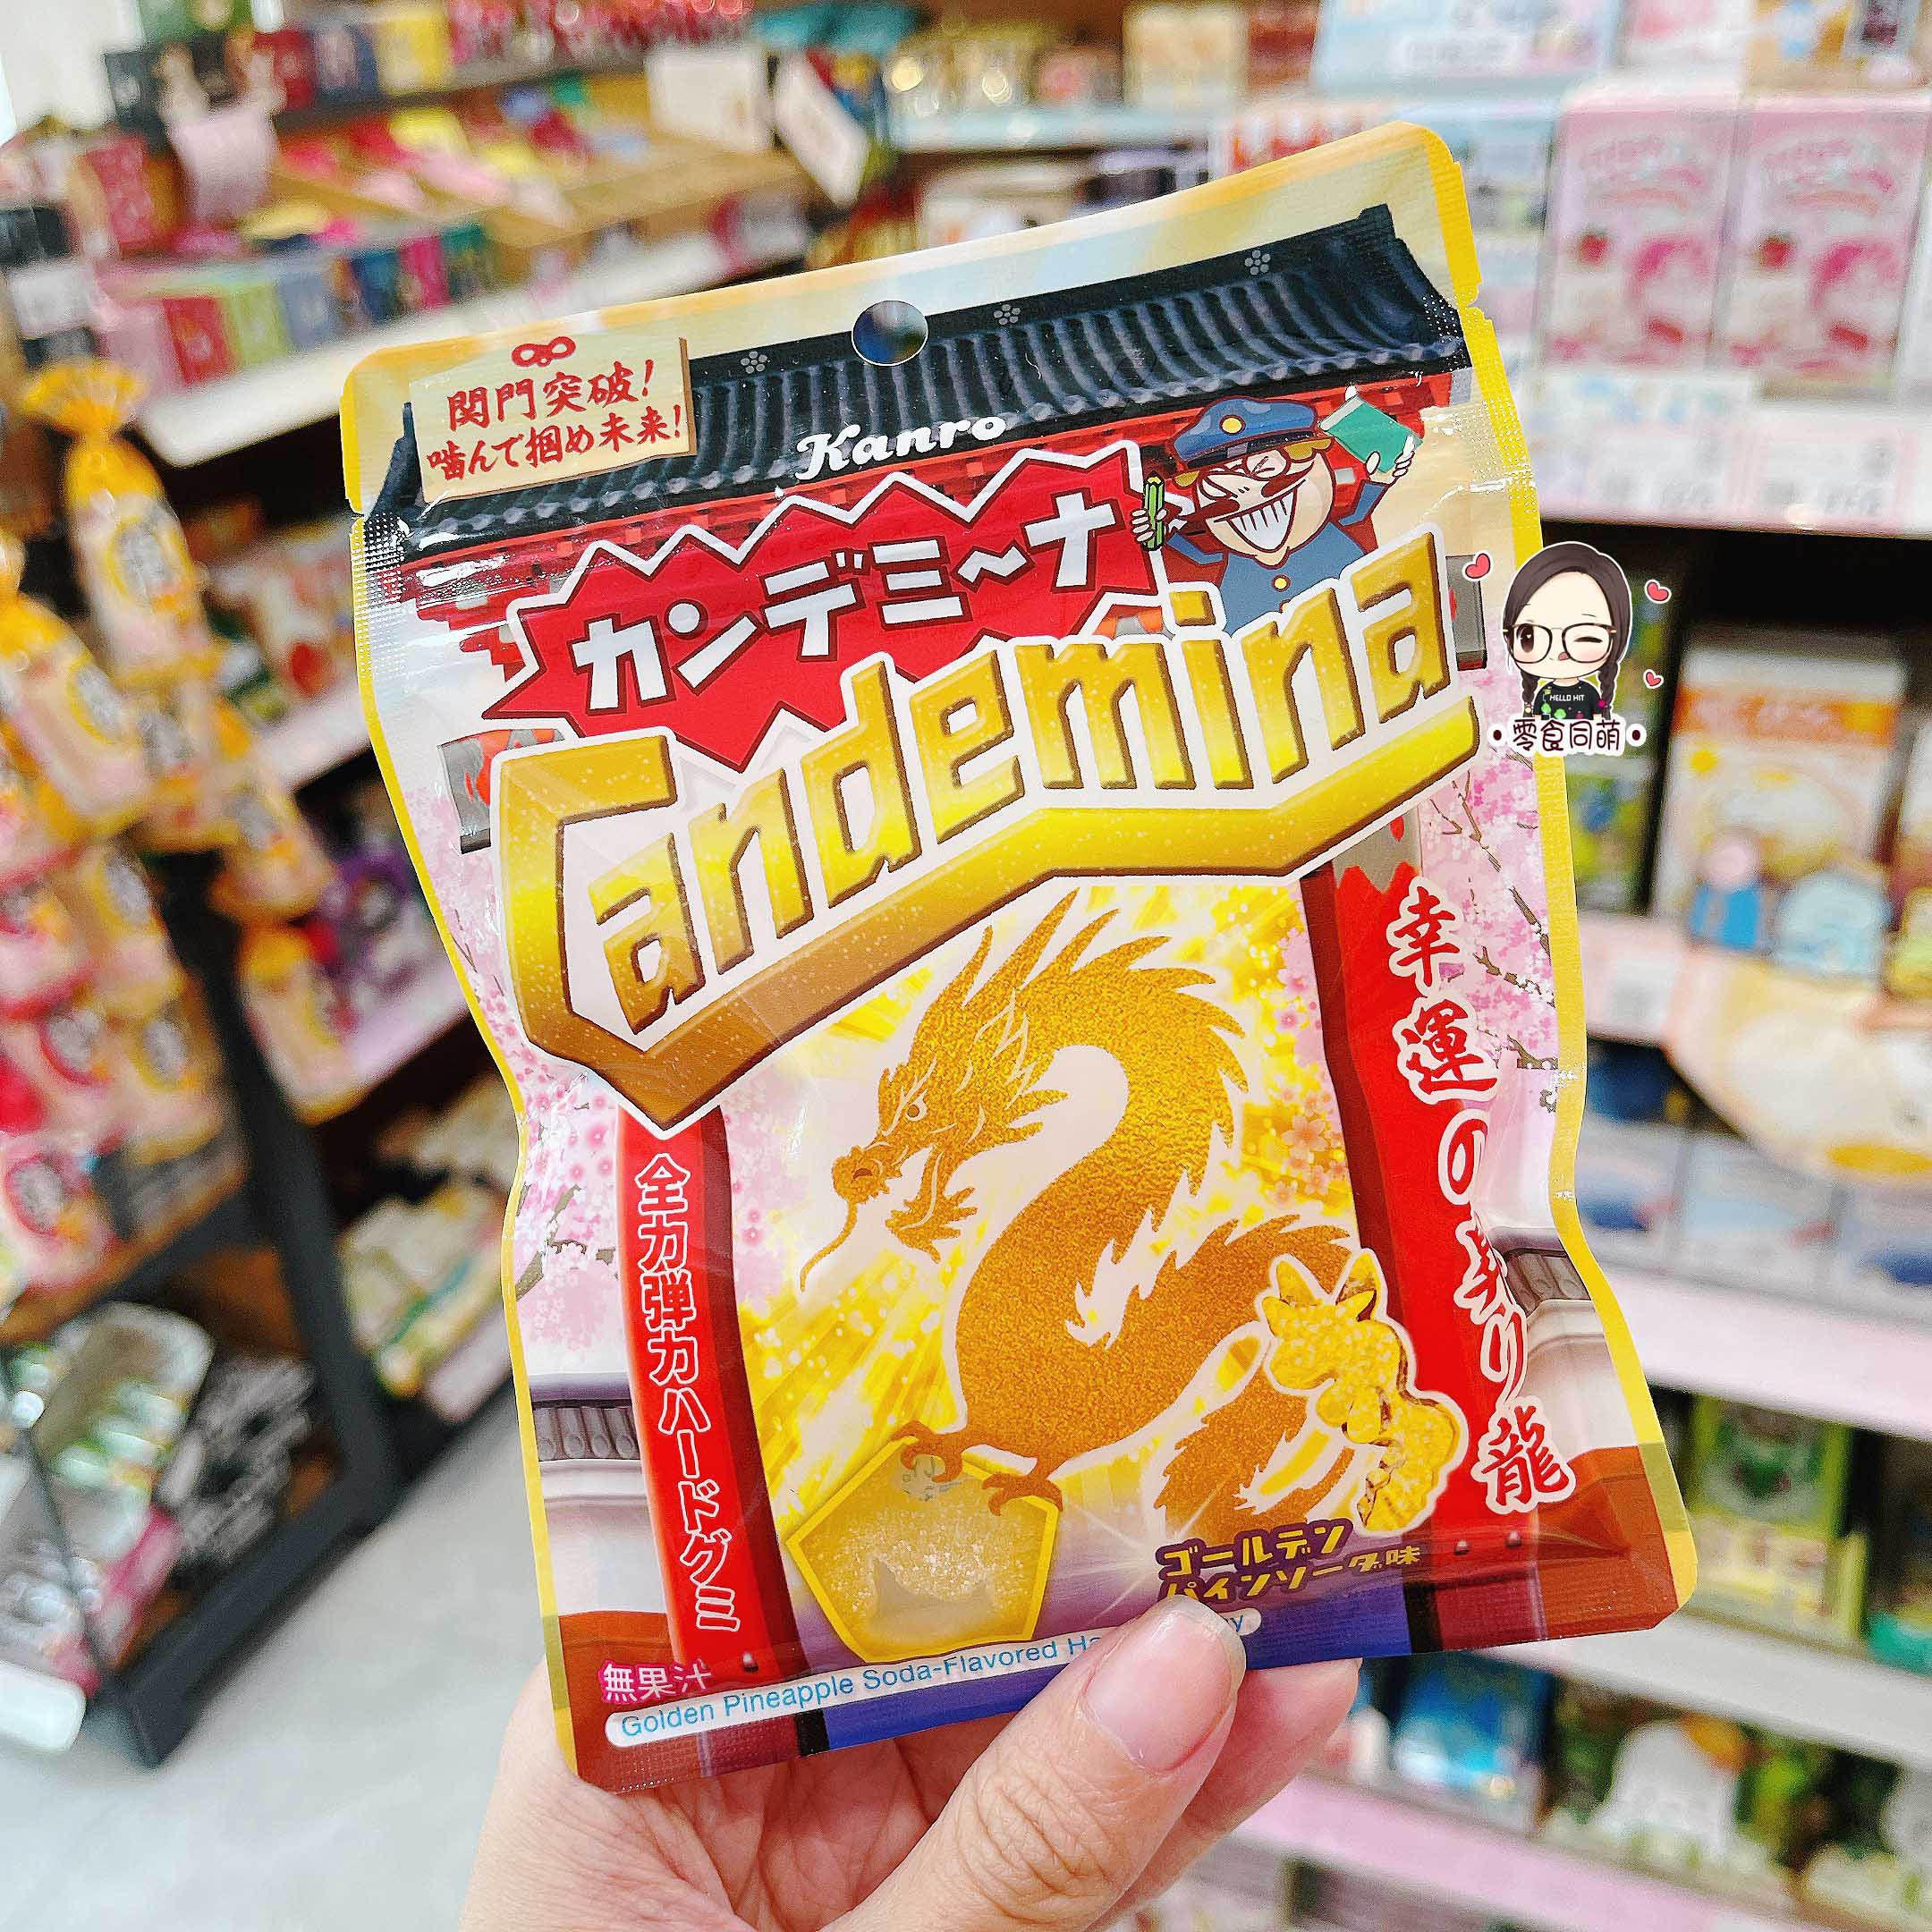 関門突破!
噛んで掴め未来!
Kanro
カンデミ〜ナ
Candemina
HELLO KIT
•零食同萌•
幸運の昇り龍
全力弾力ハードグミ
ゴールデン
パインソーダ味
無果汁
Golden Pineapple Soda-Flavored